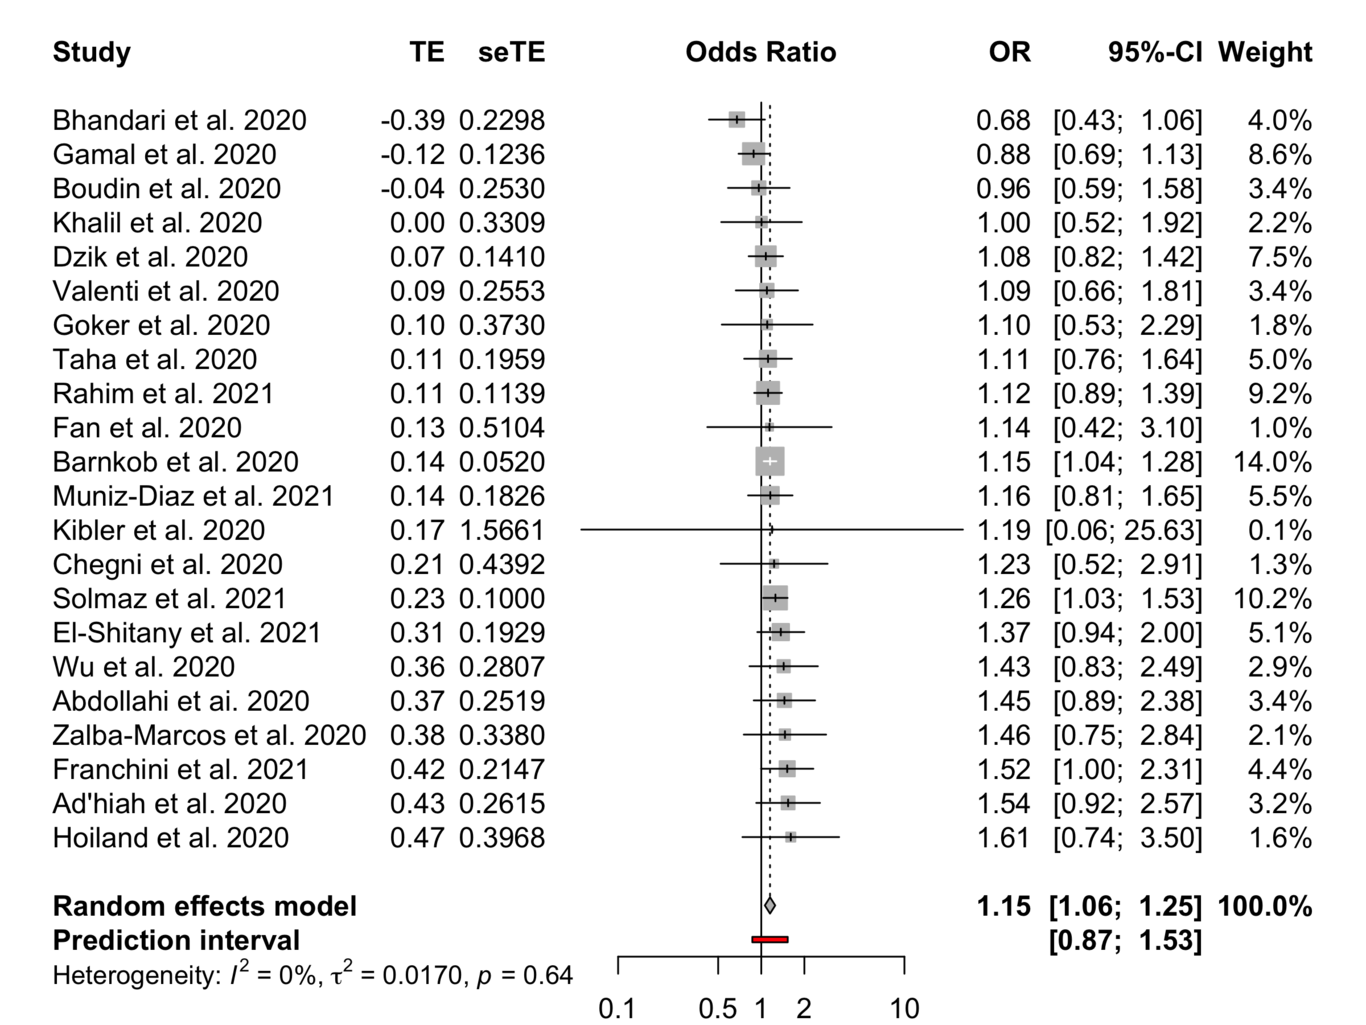 Study TE seTE Odds Ratio OR 95%-CI Weight
Bhandari et al. 2020 -0.39 0.2298 0.68 [0.43; 1.06] 4.0%
Gamal et al. 2020 -0.12 0.1236 0.88 [0.69; 1.13] 8.6%
Boudin et al. 2020 -0.04 0.2530 0.96 [0.59; 1.58] 3.4%
Khalil et al. 2020 0.00 0.3309 1.00 [0.52; 1.92] 2.2%
Dzik et al. 2020 0.07 0.1410 1.08 [0.82; 1.42] 7.5%
Valenti et al. 2020 0.09 0.2553 1.09 [0.66; 1.81] 3.4%
Goker et al. 2020 0.10 0.3730 1.10 [0.53; 2.29] 1.8%
Taha et al. 2020 0.11 0.1959 1.11 [0.76; 1.64] 5.0%
Rahim et al. 2021 0.11 0.1139 1.12 [0.89; 1.39] 9.2%
Fan et al. 2020 0.13 0.5104 1.14 [0.42; 3.10] 1.0%
Barnkob et al. 2020 0.14 0.0520 1.15 [1.04; 1.28] 14.0%
Muniz-Diaz et al. 2021 0.14 0.1826 1.16 [0.81; 1.65] 5.5%
Kibler et al. 2020 0.17 1.5661 1.19 [0.06; 25.63] 0.1%
Chegni et al. 2020 0.21 0.4392 1.23 [0.52; 2.91] 1.3%
Solmaz et al. 2021 0.23 0.1000 1.26 [1.03; 1.53] 10.2%
El-Shitany et al. 2021 0.31 0.1929 1.37 [0.94; 2.00] 5.1%
Wu et al. 2020 0.36 0.2807 1.43 [0.83; 2.49] 2.9%
Abdollahi et ai. 2020 0.37 0.2519 1.45 [0.89; 2.38] 3.4%
Zalba-Marcos et al. 2020 0.38 0.3380 1.46 [0.75; 2.84] 2.1%
Franchini et al. 2021 0.42 0.2147 1.52 [1.00; 2.31] 4.4%
Ad'hiah et al. 2020 0.43 0.2615 1.54 [0.92; 2.57] 3.2%
Hoiland et al. 2020 0.47 0.3968 1.61 [0.74; 3.50] 1.6%
Random effects model 1.15 [1.06; 1.25] 100.0%
Prediction interval [0.87; 1.53]
Heterogeneity: I² = 0%, τ² = 0.0170, p = 0.64
0.1 0.5 1 2 10